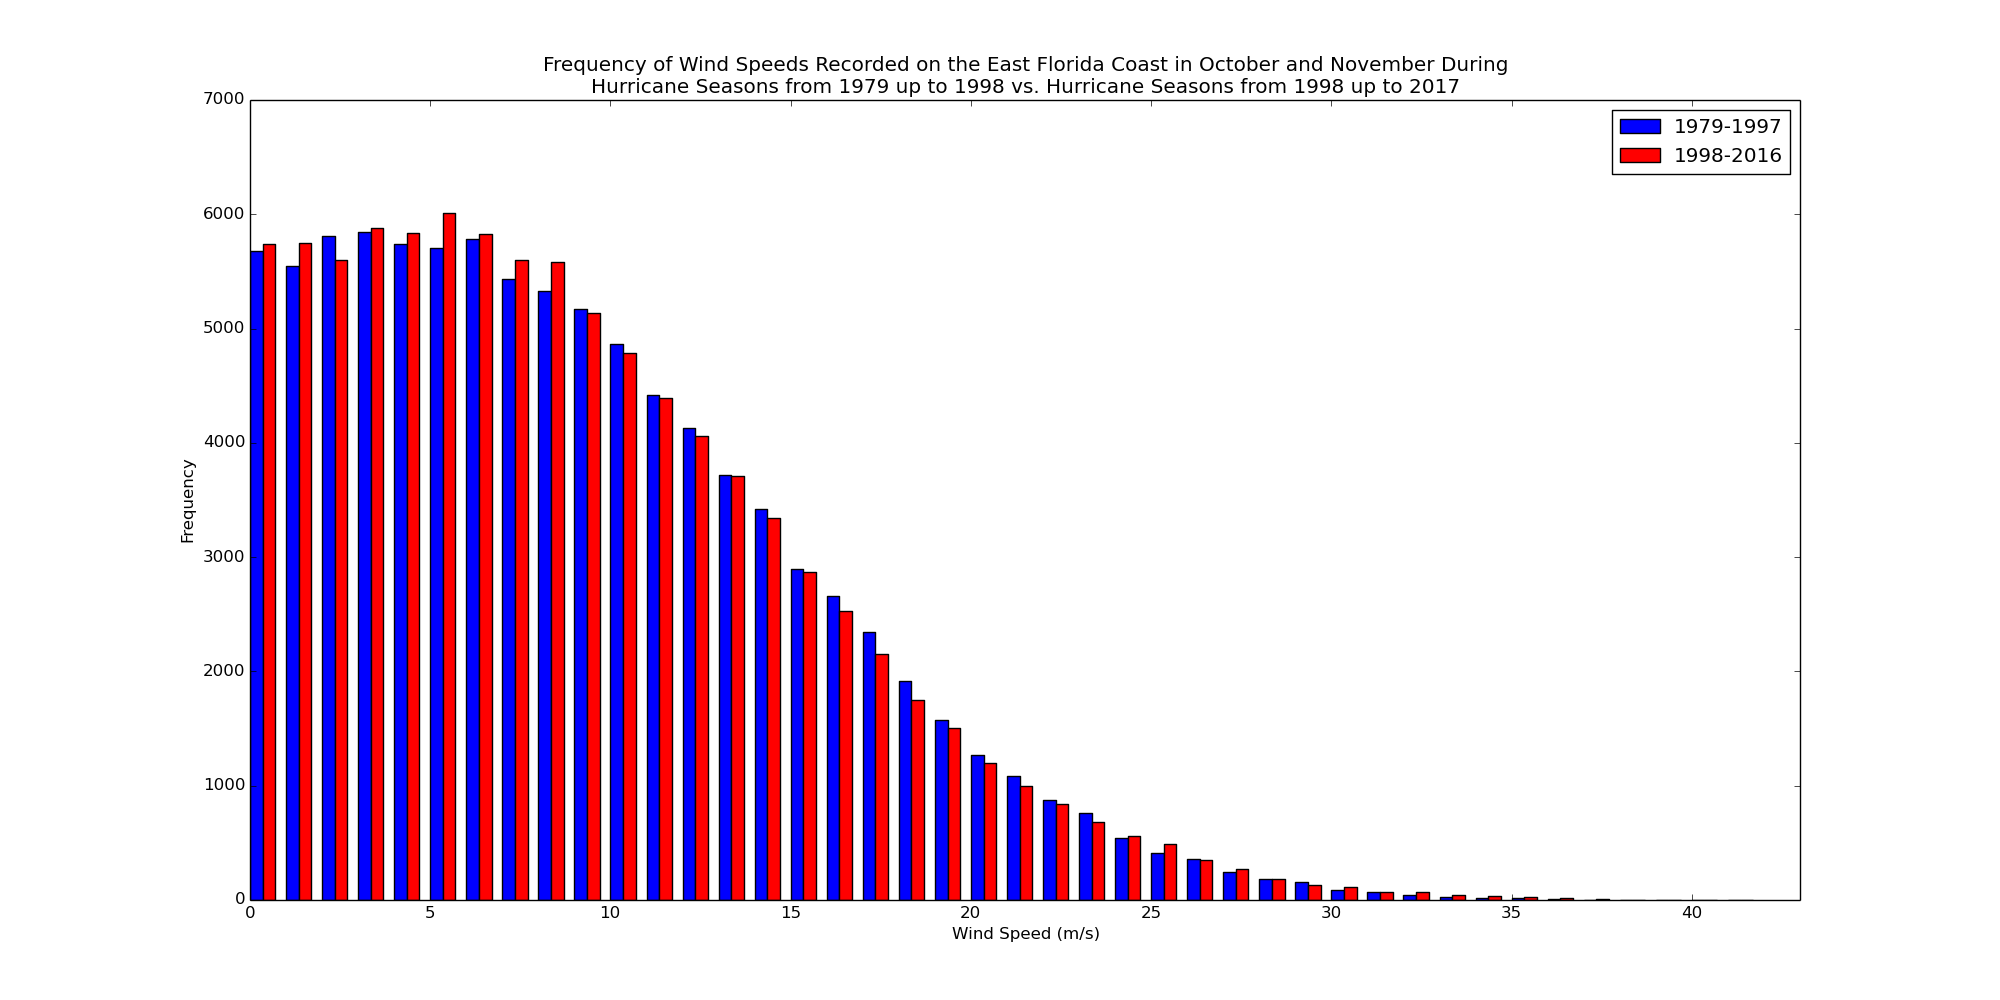 Frequency of Wind Speeds Recorded on the East Florida Coast in October and November During
Hurricane Seasons from 1979 up to 1998 vs. Hurricane Seasons from 1998 up to 2017
7000
6000
5000
4000
3000
2000
1000
0
Frequency
1979-1997
1998-2016
0 5 10 15 20 25 30 35 40
Wind Speed (m/s)